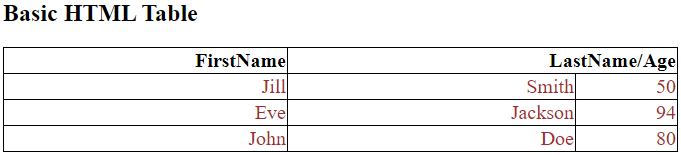 Basic HTML Table
FirstName LastName/Age
Jill Smith 50
Eve Jackson 94
John Doe 80